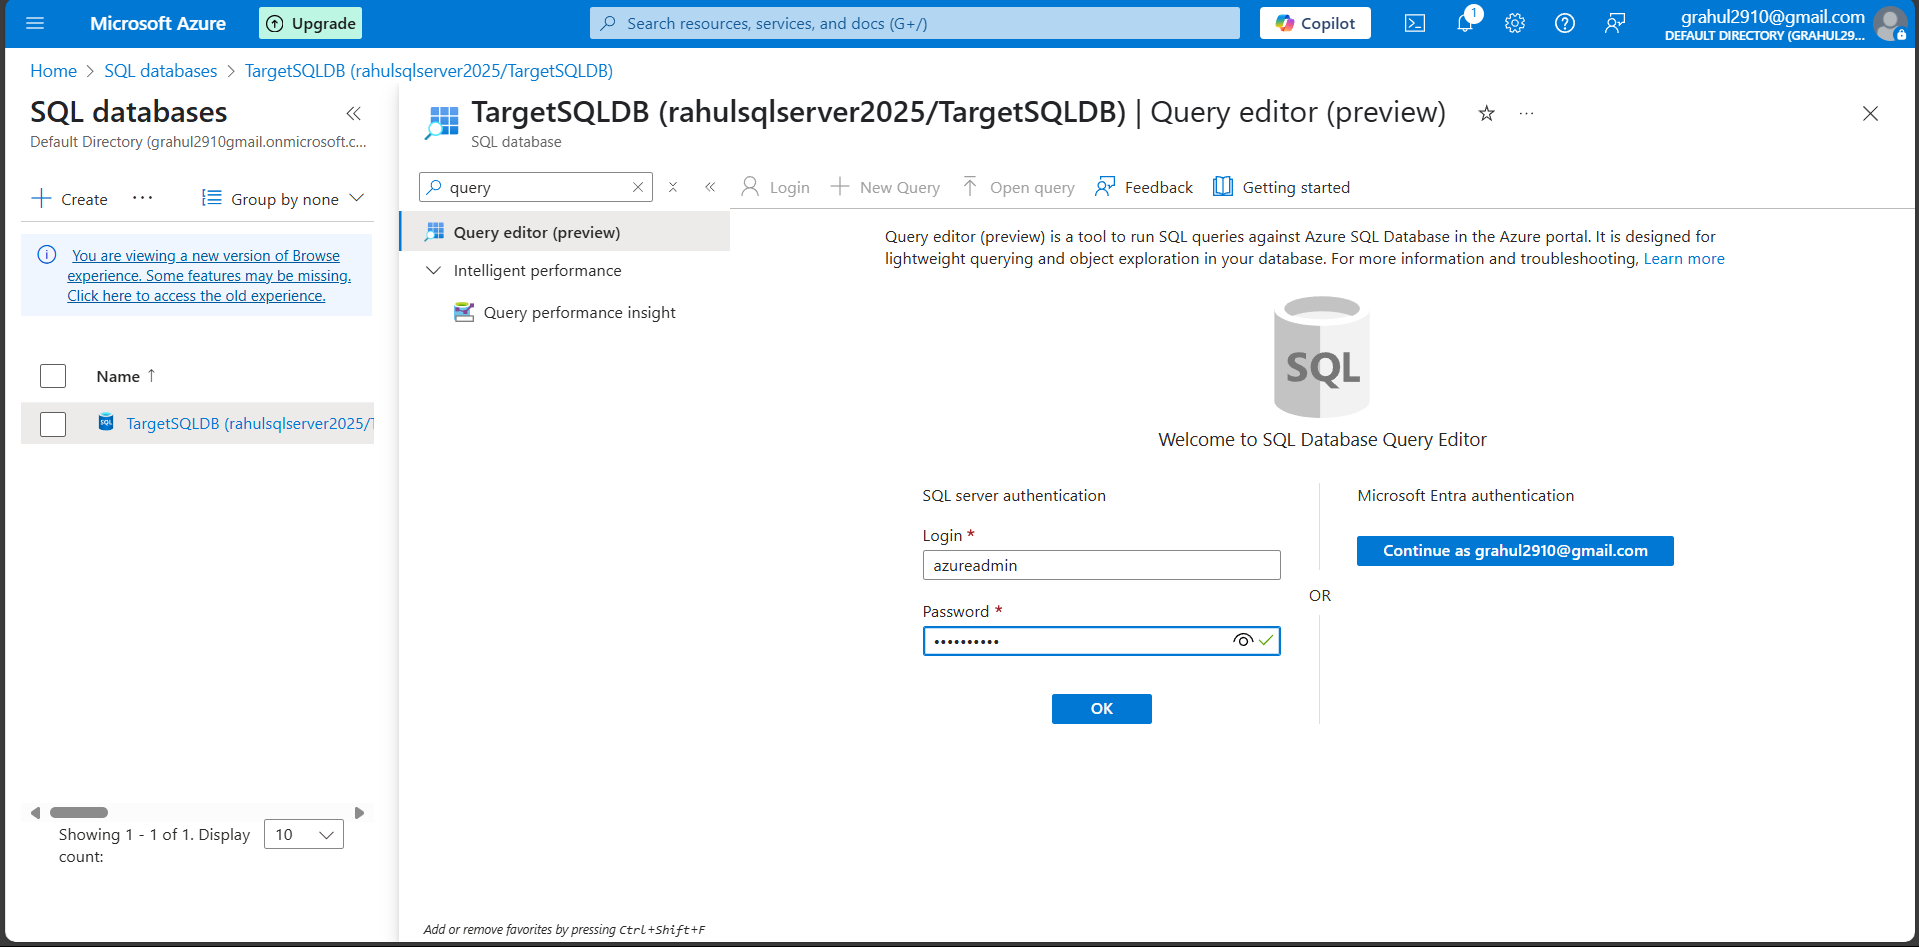 Microsoft Azure
Upgrade
Search resources, services, and docs (G+/)
Copilot
1
grahul2910@gmail.com
DEFAULT DIRECTORY (GRAHUL29...
Home > SQL databases > TargetSQLDB (rahulsqlserver2025/TargetSQLDB)
SQL databases
Default Directory (grahul2910gmail.onmicrosoft.c...
Create
Group by none
You are viewing a new version of Browse
experience. Some features may be missing.
Click here to access the old experience.
Name ↑
SQL
TargetSQLDB (rahulsqlserver2025/T
Showing 1 - 1 of 1. Display
count:
10
TargetSQLDB (rahulsqlserver2025/TargetSQLDB) | Query editor (preview)
SQL database
query
Login
New Query
Open query
Feedback
Getting started
Query editor (preview)
Intelligent performance
Query performance insight
Query editor (preview) is a tool to run SQL queries against Azure SQL Database in the Azure portal. It is designed for
lightweight querying and object exploration in your database. For more information and troubleshooting, Learn more
SQL
Welcome to SQL Database Query Editor
SQL server authentication
Login *
azureadmin
Password *
••••••••••
OK
OR
Microsoft Entra authentication
Continue as grahul2910@gmail.com
Add or remove favorites by pressing Ctrl+Shift+F